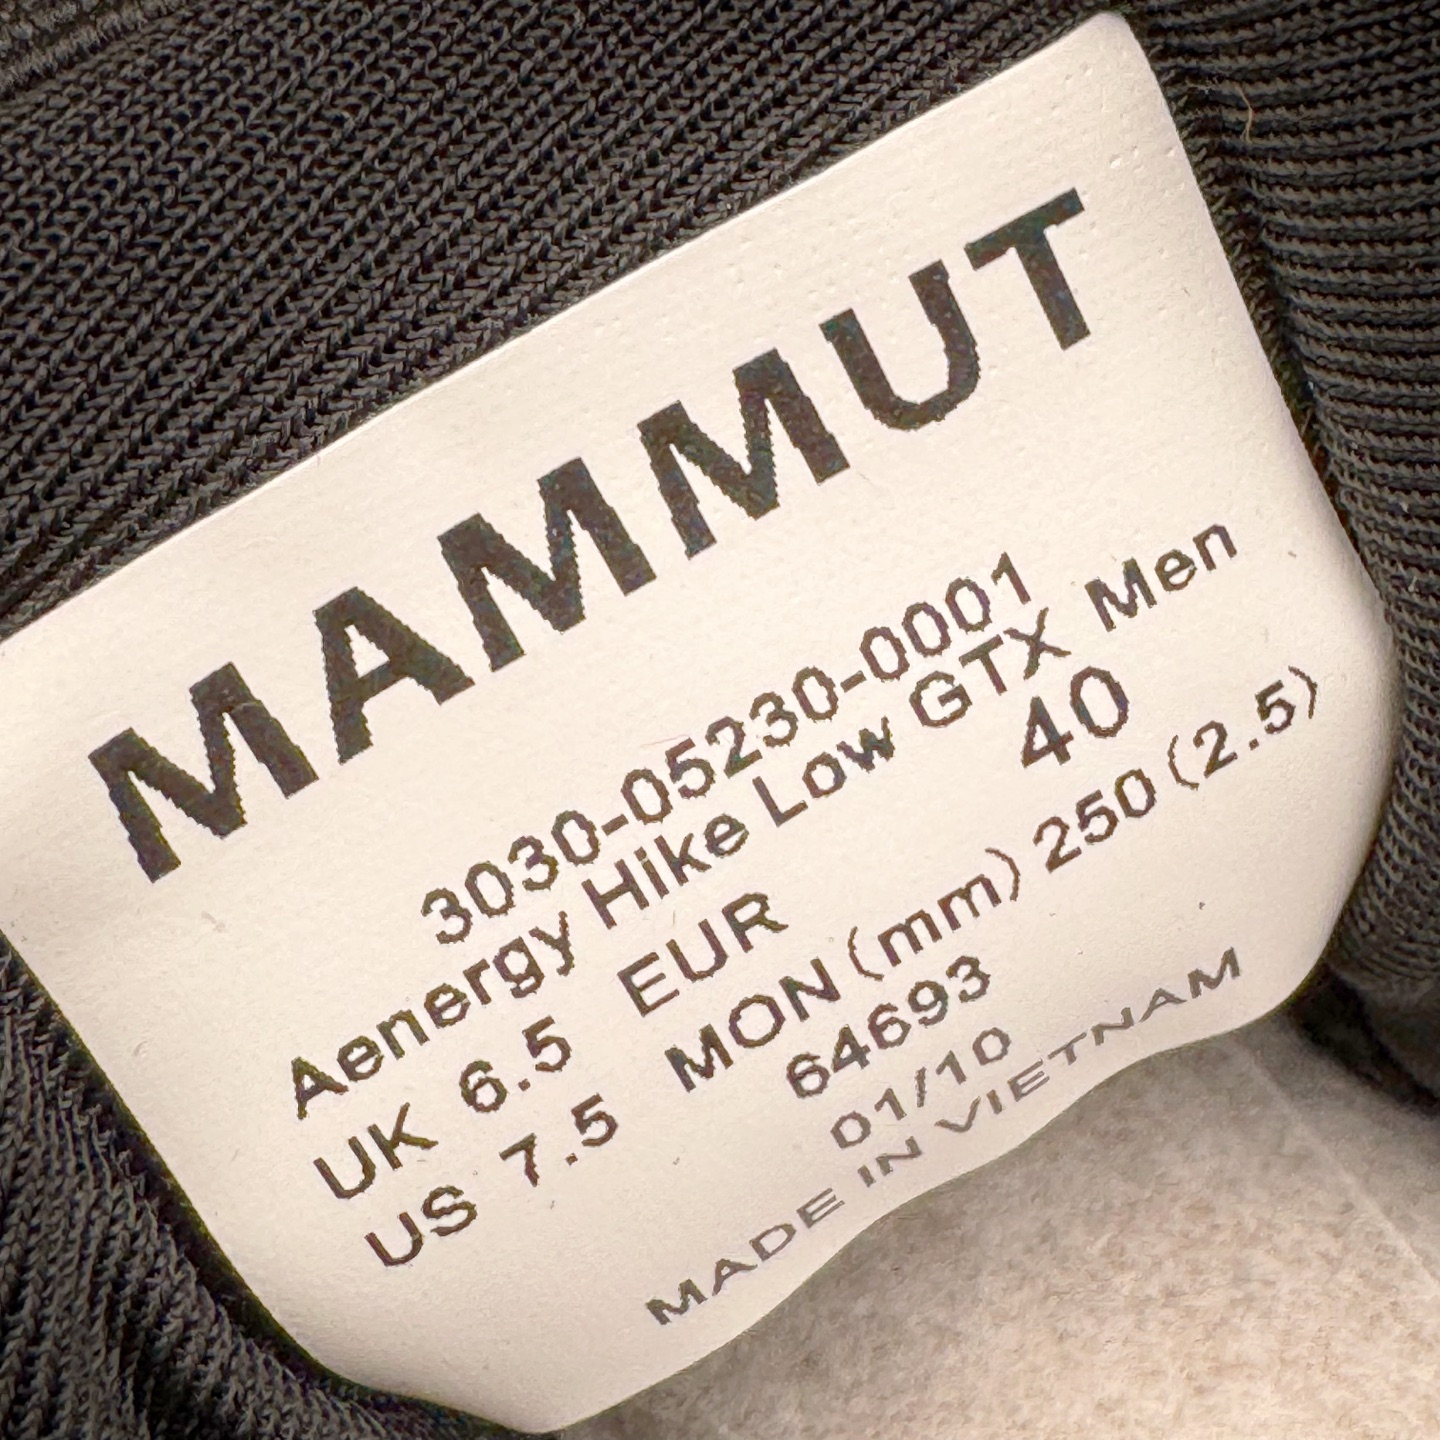 MAMMUT
3030-05230-0001
Aenergy Hike Low GTX Men
UK 6.5 EUR 40
US 7.5 MON(mm)250(2.5)
64693
01/10
MADE IN VIETNAM